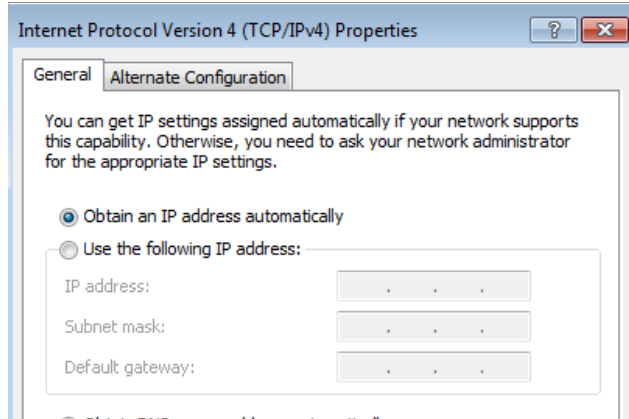 Internet Protocol Version 4 (TCP/IPv4) Properties
General Alternate Configuration
You can get IP settings assigned automatically if your network supports
this capability. Otherwise, you need to ask your network administrator
for the appropriate IP settings.
Obtain an IP address automatically
Use the following IP address:
IP address: . . .
Subnet mask: . . .
Default gateway: . . .